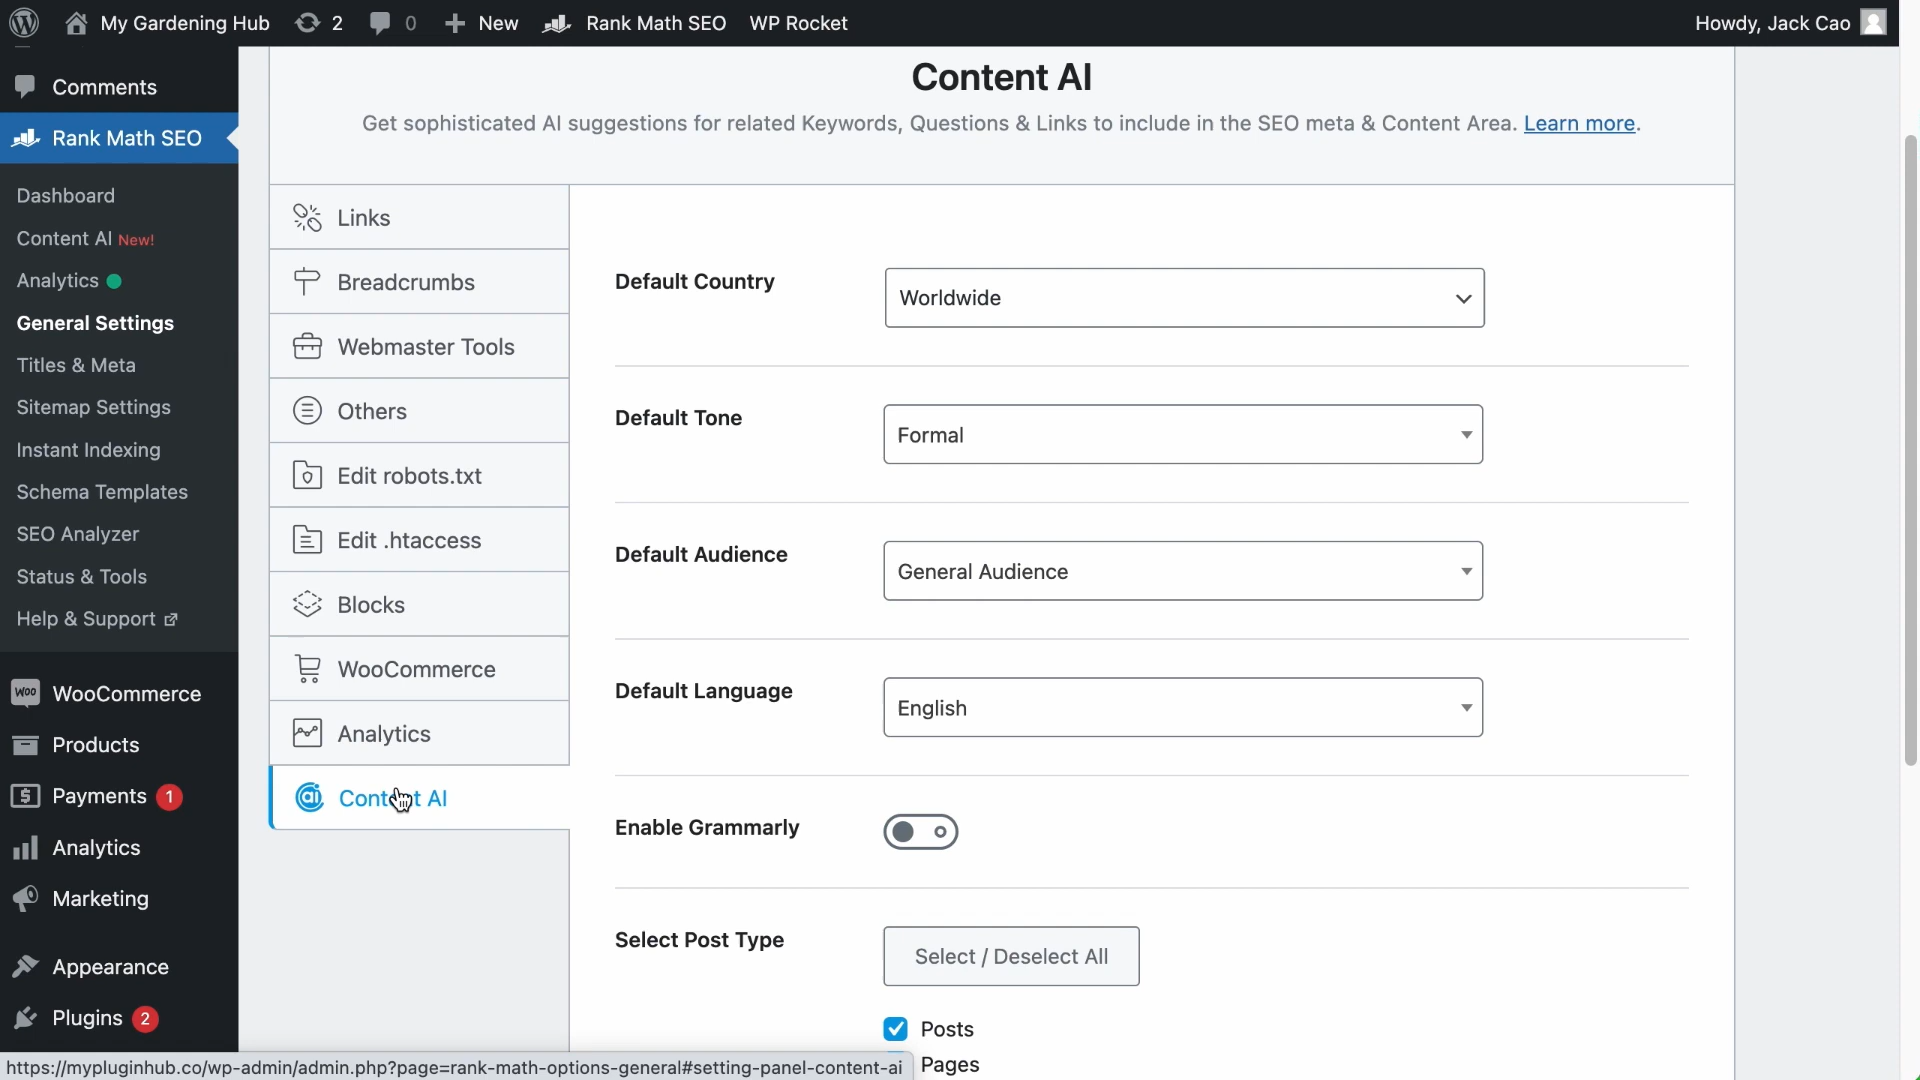 My Gardening Hub 2 0 New Rank Math SEO WP Rocket Howdy, Jack Cao
Comments
Rank Math SEO
Dashboard
Content AI New!
Analytics
General Settings
Titles & Meta
Sitemap Settings
Instant Indexing
Schema Templates
SEO Analyzer
Status & Tools
Help & Support
Woo WooCommerce
Products
Payments 1
Analytics
Marketing
Appearance
Plugins 2
Content AI
Get sophisticated AI suggestions for related Keywords, Questions & Links to include in the SEO meta & Content Area. Learn more.
Links
Breadcrumbs
Webmaster Tools
Others
Edit robots.txt
Edit .htaccess
Blocks
WooCommerce
Analytics
ai Content AI
Default Country Worldwide
Default Tone Formal
Default Audience General Audience
Default Language English
Enable Grammarly
Select Post Type Select / Deselect All
Posts
Pages
https://mypluginhub.co/wp-admin/admin.php?page=rank-math-options-general#setting-panel-content-ai